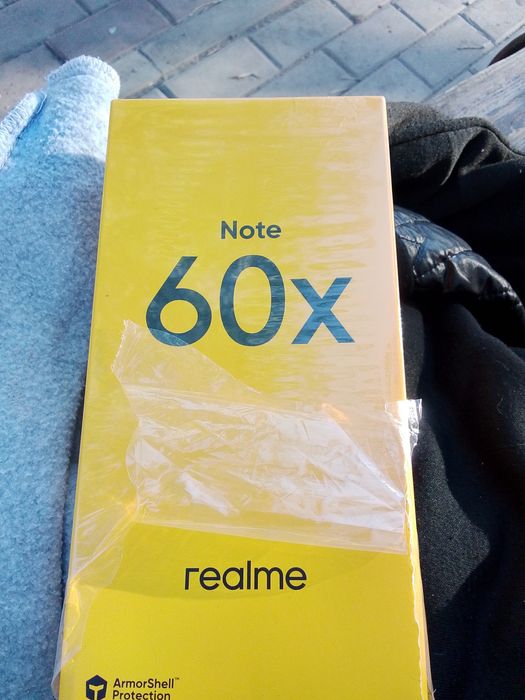 Note
60x
realme
ArmorShell™
Protection